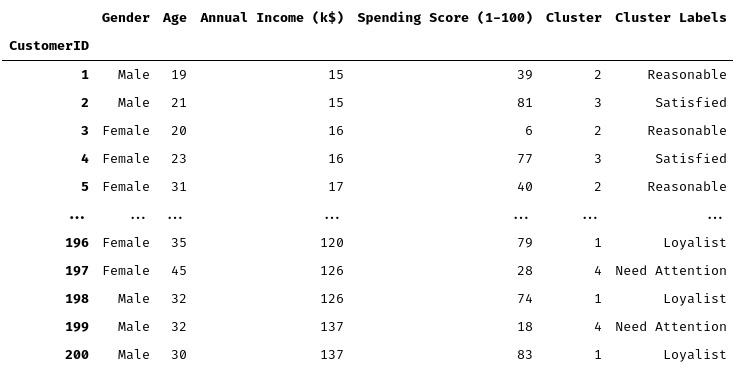 Gender Age Annual Income (k$) Spending Score (1-100) Cluster Cluster Labels
CustomerID
1 Male 19 15 39 2 Reasonable
2 Male 21 15 81 3 Satisfied
3 Female 20 16 6 2 Reasonable
4 Female 23 16 77 3 Satisfied
5 Female 31 17 40 2 Reasonable
... ... ... ... ... ... ...
196 Female 35 120 79 1 Loyalist
197 Female 45 126 28 4 Need Attention
198 Male 32 126 74 1 Loyalist
199 Male 32 137 18 4 Need Attention
200 Male 30 137 83 1 Loyalist